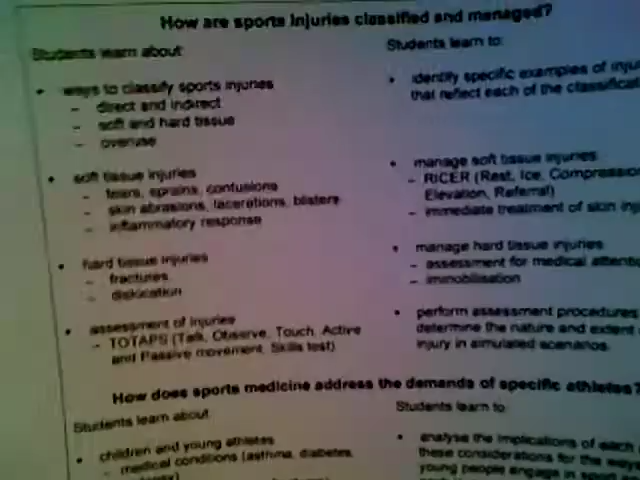 How are sports injuries classified and managed?
Students learn about:
• ways to classify sports injuries
– direct and indirect
– soft and hard tissue
– overuse
• soft tissue injuries
– tears, sprains, contusions
– skin abrasions, lacerations, blisters
– inflammatory response
• hard tissue injuries
– fractures
– dislocation
• assessment of injuries
– TOTAPS (Talk, Observe, Touch, Active
and Passive movement, Skills test)
Students learn to:
• identify specific examples of
that reflect each of the
• manage soft tissue injuries
– RICER (Rest, Ice,
Elevation, Referral)
– immediate treatment of skin
• manage hard tissue injuries
– assessment for medical
– immobilisation
• perform assessment procedures
determine the nature and extent
injury in simulated scenarios.
How does sports medicine address the demands of specific athletes?
Students learn about:
• children and young athletes
– medical conditions (asthma, diabetes,
Students learn to:
• analyse the implications of each
these considerations for the ways
young people engage in sport